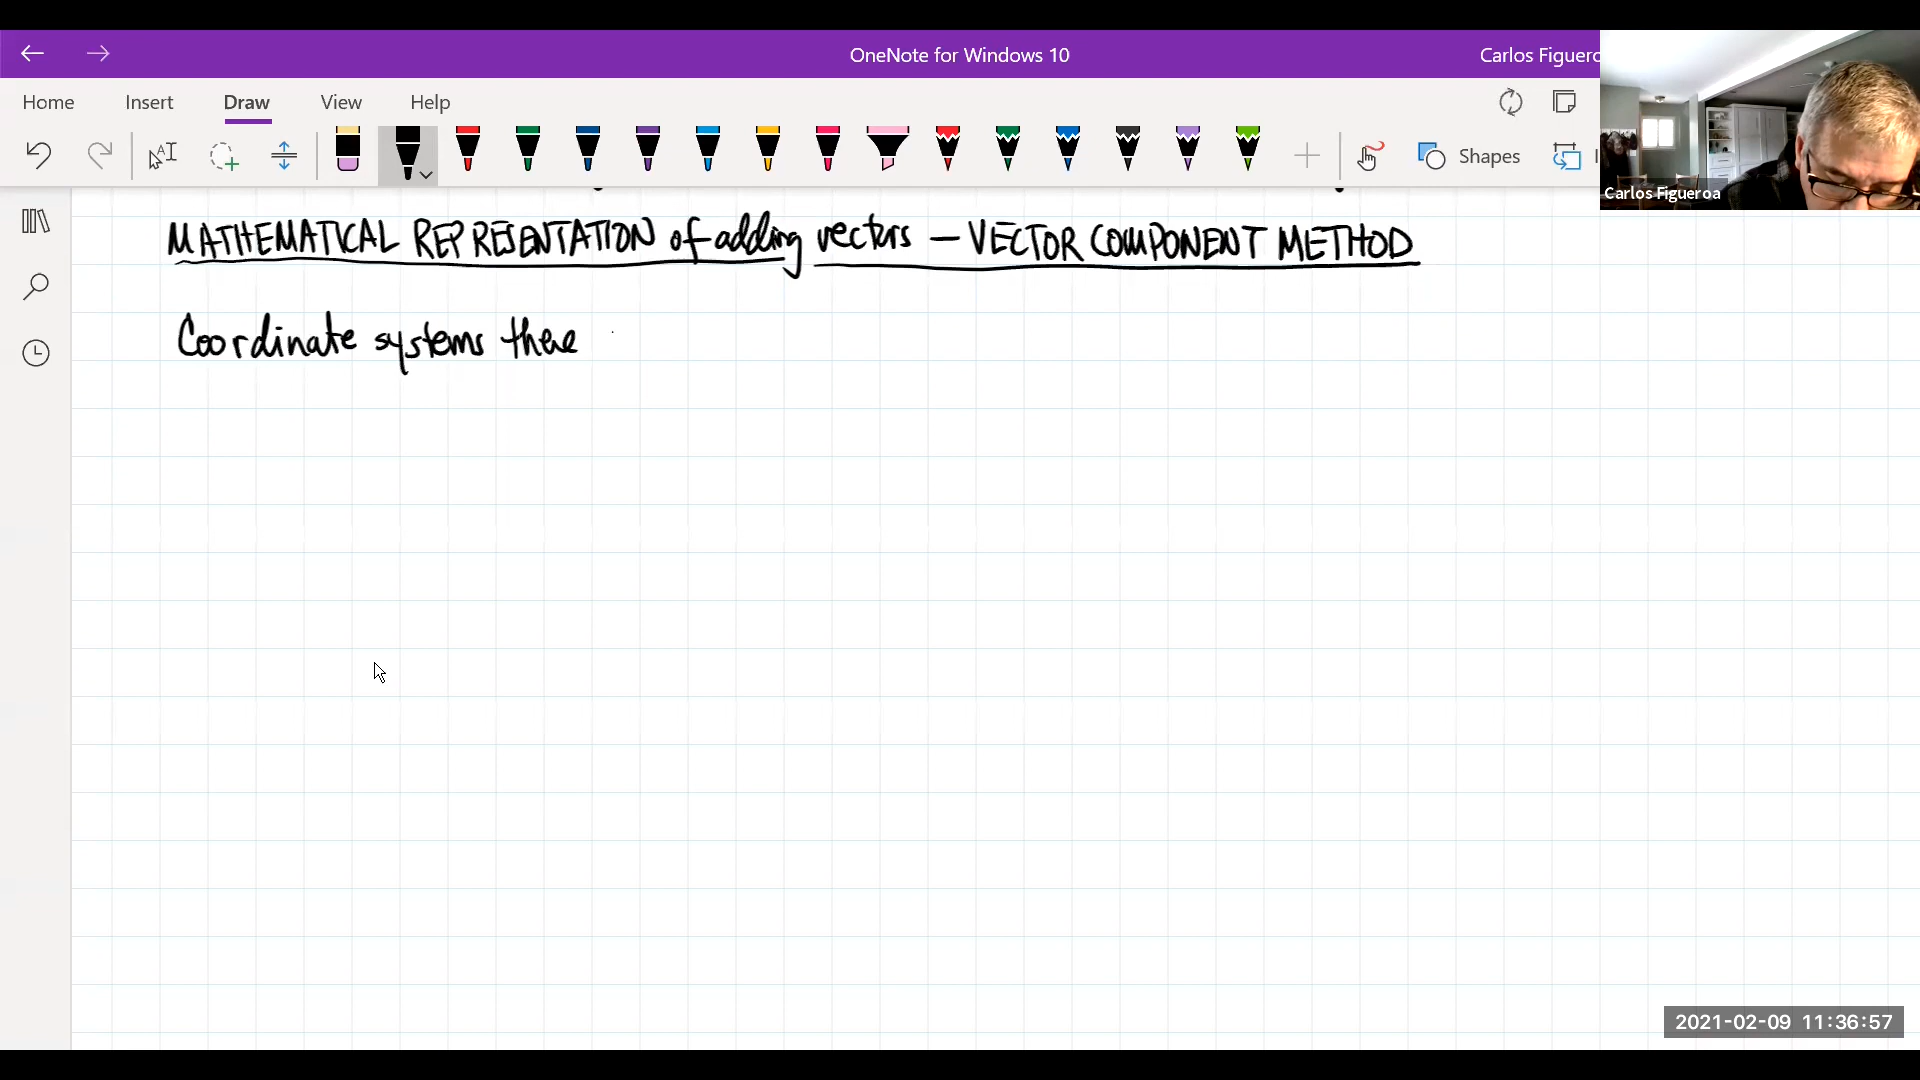 OneNote for Windows 10
Carlos Figuero
Home Insert Draw View Help
Shapes
Carlos Figueroa
MATHEMATICAL REPRESENTATION of adding vectors — VECTOR COMPONENT METHOD
Coordinate systems there
2021-02-09 11:36:57